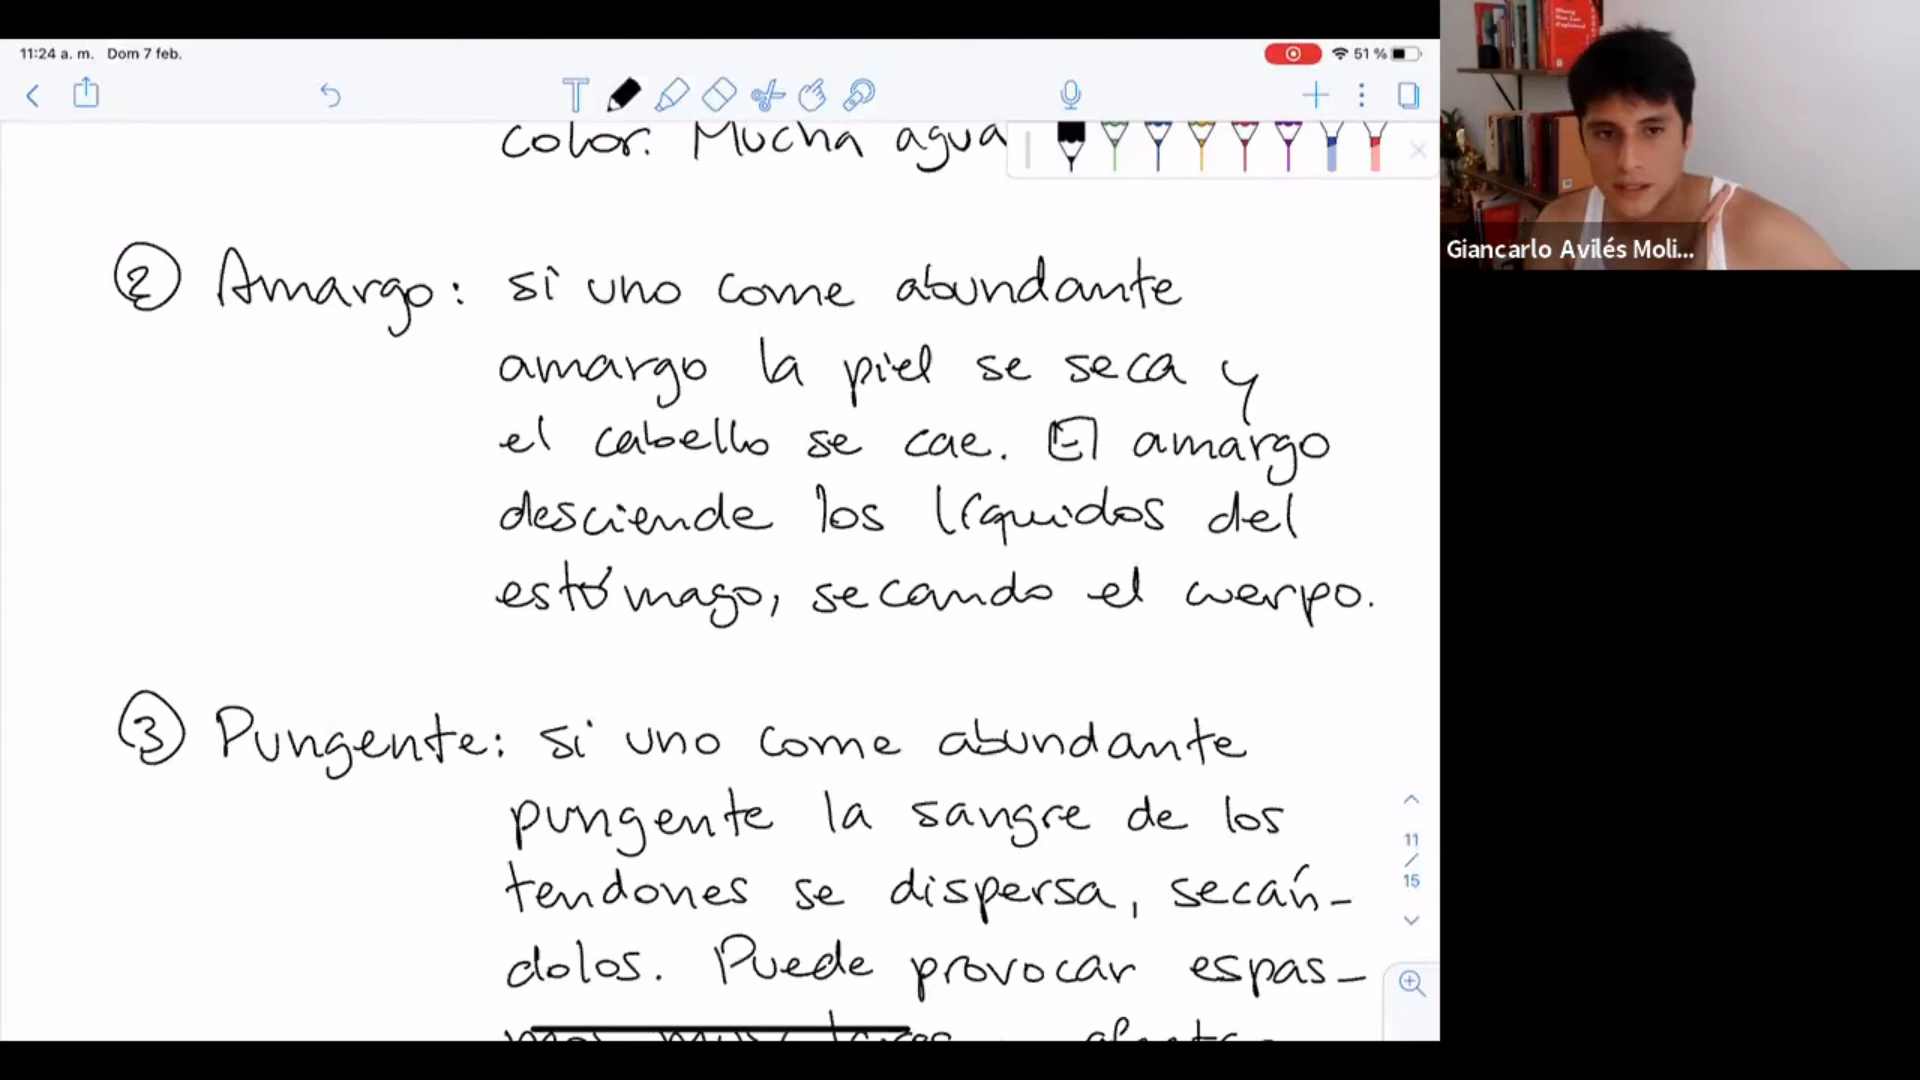 11:24 a. m. Dom 7 feb.
51 %
color. Mucha agua
② Amargo: si uno come abundante
amargo la piel se seca y
el cabello se cae. El amargo
desciende los líquidos del
estómago, secando el cuerpo.
③ Pungente: si uno come abundante
pungente la sangre de los
tendones se dispersa, secán-
dolos. Puede provocar espas-
11
/
15
Giancarlo Avilés Moli...